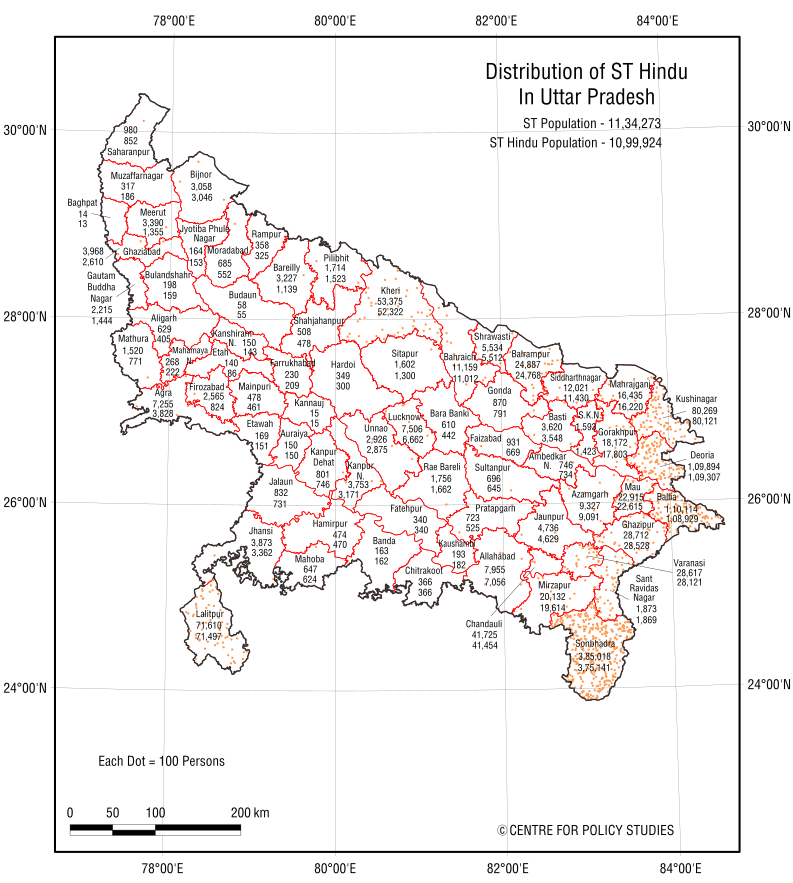 78°00'E 80°00'E 82°00'E 84°00'E
Distribution of ST Hindu
In Uttar Pradesh
ST Population - 11,34,273
ST Hindu Population - 10,99,924
30°00'N 30°00'N
28°00'N 28°00'N
26°00'N 26°00'N
24°00'N 24°00'N
980
852
Saharanpur
Muzaffarnagar
317
186
Bijnor
3,058
3,046
Baghpat
14
13
Meerut
3,390
1,355
Jyotiba Phule
Nagar
164
153
Moradabad
685
552
Rampur
358
325
3,968
2,610
Ghaziabad
Gautam
Buddha
Nagar
2,215
1,444
Bulandshahr
198
159
Bareilly
3,227
1,139
Pilibhit
1,714
1,523
Budaun
58
55
Kheri
53,375
52,322
Shahjahanpur
508
478
Aligarh
629
405
Mathura
1,520
771
Mahamaya
N.
268
222
Kanshiram
N. 150
143
Etah
140
86
Farrukhabad
230
209
Hardoi
349
300
Sitapur
1,602
1,300
Bahraich
11,159
11,012
Shrawasti
5,534
5,512
Balrampur
24,887
24,768
Siddharthnagar
12,021
11,430
Mahrajganj
16,435
16,220
Kushinagar
80,269
80,121
Agra
7,255
3,828
Firozabad
2,565
824
Mainpuri
478
461
Kannauj
15
15
Etawah
169
151
Auraiya
150
150
Kanpur
Dehat
801
746
Kanpur
N.
3,753
3,171
Unnao
2,926
2,875
Lucknow
7,506
6,662
Bara Banki
610
442
Gonda
870
791
Basti
3,620
3,548
S.K.N.
1,593
1,423
Gorakhpur
18,172
17,803
Deoria
1,09,894
1,09,307
Faizabad 931
669
Ambedkar
N. 746
734
Rae Bareli
1,756
1,662
Sultanpur
696
645
Azamgarh
9,327
9,091
Mau
22,915
22,615
Ballia
1,10,114
1,08,929
Jalaun
832
731
Jhansi
3,873
3,362
Hamirpur
474
470
Mahoba
647
624
Banda
163
162
Fatehpur
340
340
Chitrakoot
366
366
Kaushambi
193
182
Pratapgarh
723
525
Allahabad
7,955
7,056
Jaunpur
4,736
4,629
Ghazipur
28,712
28,528
Varanasi
28,617
28,121
Sant
Ravidas
Nagar
1,873
1,869
Mirzapur
20,132
19,614
Chandauli
41,725
41,454
Lalitpur
71,610
71,497
Sonbhadra
3,85,018
3,75,141
Each Dot = 100 Persons
0 50 100 200 km
© CENTRE FOR POLICY STUDIES
78°00'E 80°00'E 82°00'E 84°00'E